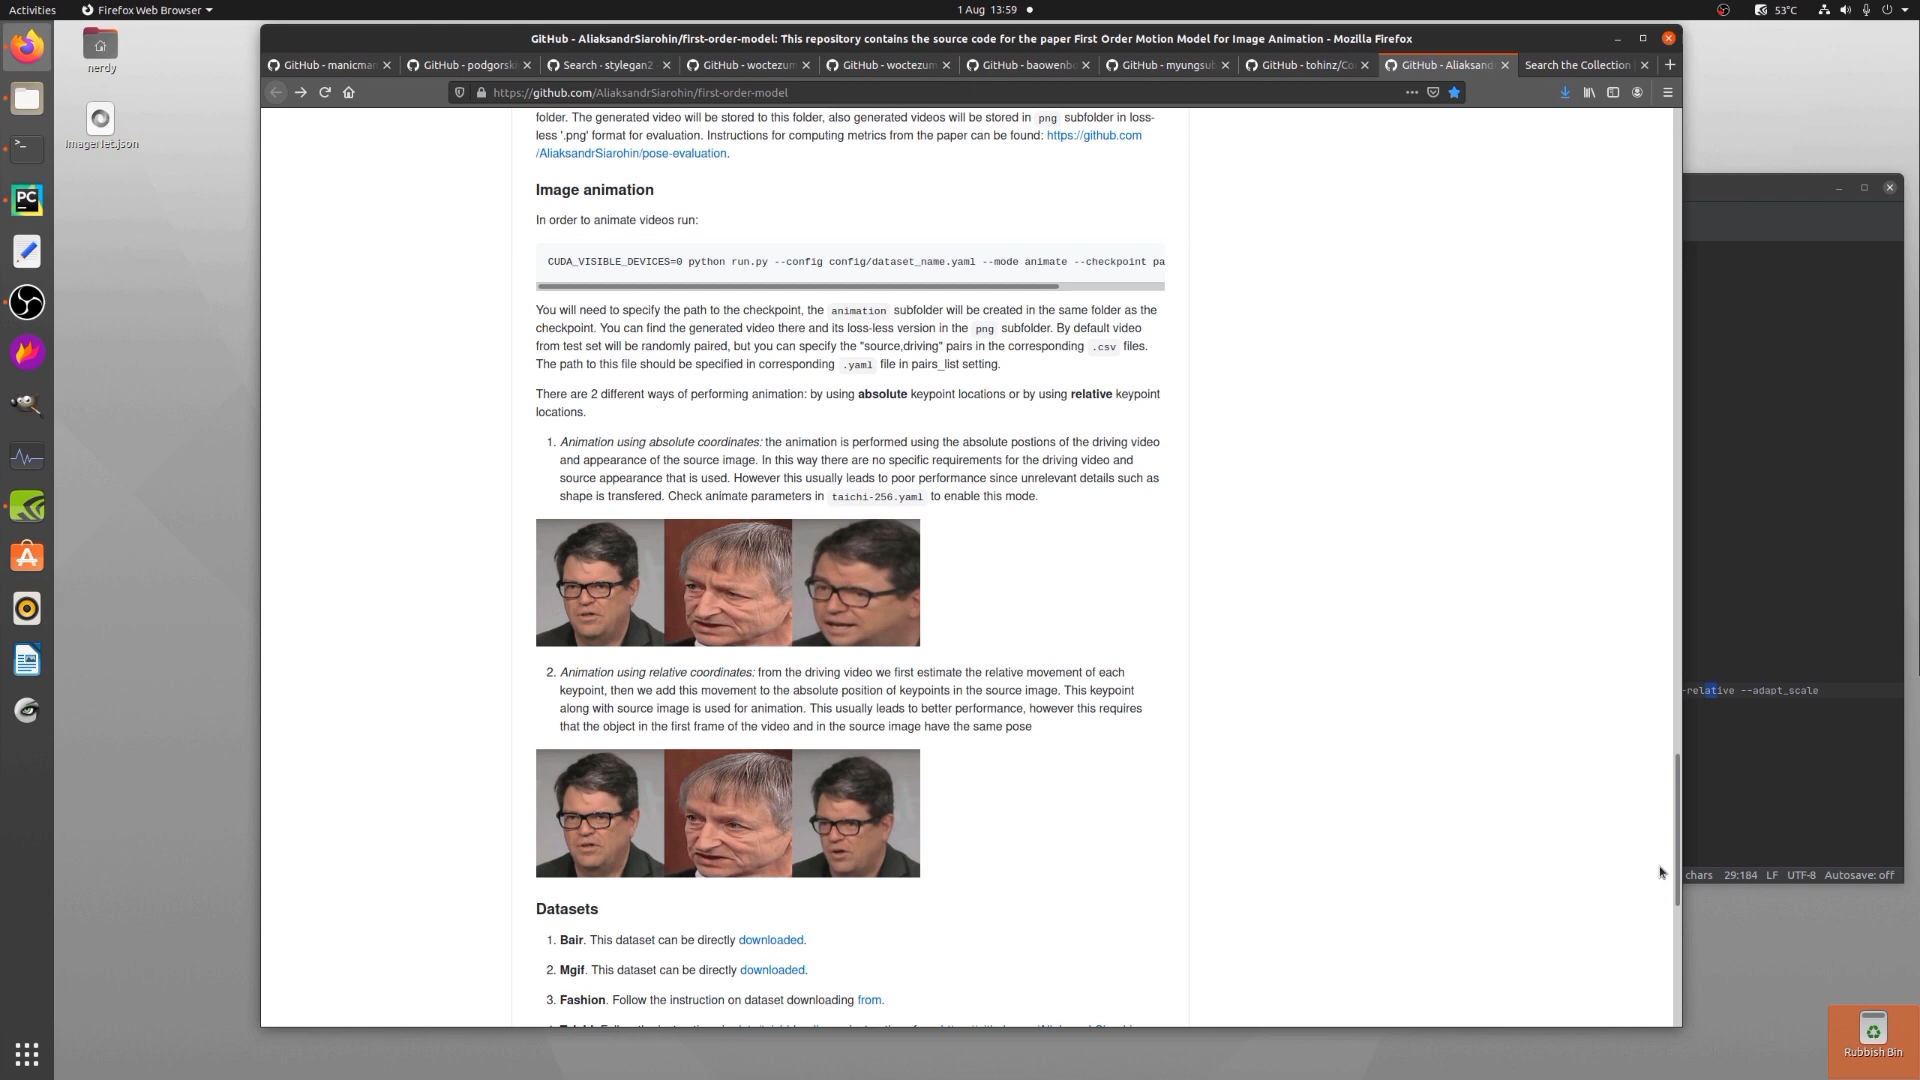 Activities
Firefox Web Browser
1 Aug 13:59
53°C
nerdy
ImageNet.json
GitHub - AliaksandrSiarohin/first-order-model: This repository contains the source code for the paper First Order Motion Model for Image Animation - Mozilla Firefox
GitHub - manicman
GitHub - podgorski
Search · stylegan2
GitHub - woctezum
GitHub - woctezum
GitHub - baowenbo
GitHub - myungsub
GitHub - tohinz/Co
GitHub - Aliaksand
Search the Collection
https://github.com/AliaksandrSiarohin/first-order-model
folder. The generated video will be stored to this folder, also generated videos will be stored in png subfolder in loss-
less '.png' format for evaluation. Instructions for computing metrics from the paper can be found: https://github.com
/AliaksandrSiarohin/pose-evaluation.
Image animation
In order to animate videos run:
CUDA_VISIBLE_DEVICES=0 python run.py --config config/dataset_name.yaml --mode animate --checkpoint pa
You will need to specify the path to the checkpoint, the animation subfolder will be created in the same folder as the
checkpoint. You can find the generated video there and its loss-less version in the png subfolder. By default video
from test set will be randomly paired, but you can specify the "source,driving" pairs in the corresponding .csv files.
The path to this file should be specified in corresponding .yaml file in pairs_list setting.
There are 2 different ways of performing animation: by using absolute keypoint locations or by using relative keypoint
locations.
1. Animation using absolute coordinates: the animation is performed using the absolute postions of the driving video
and appearance of the source image. In this way there are no specific requirements for the driving video and
source appearance that is used. However this usually leads to poor performance since unrelevant details such as
shape is transfered. Check animate parameters in taichi-256.yaml to enable this mode.
2. Animation using relative coordinates: from the driving video we first estimate the relative movement of each
keypoint, then we add this movement to the absolute position of keypoints in the source image. This keypoint
along with source image is used for animation. This usually leads to better performance, however this requires
that the object in the first frame of the video and in the source image have the same pose
Datasets
1. Bair. This dataset can be directly downloaded.
2. Mgif. This dataset can be directly downloaded.
3. Fashion. Follow the instruction on dataset downloading from.
-relative --adapt_scale
chars 29:184 LF UTF-8 Autosave: off
Rubbish Bin